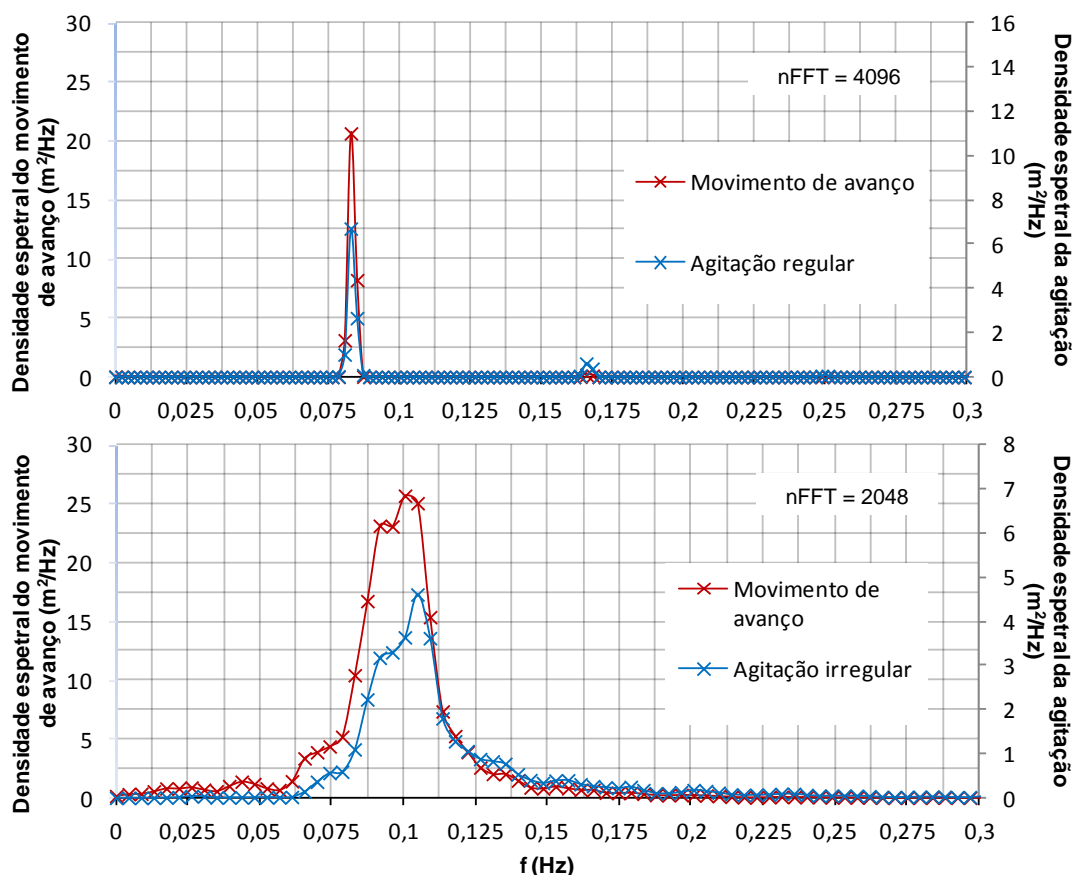 Densidade espetral do movimento
de avanço (m²/Hz)
30
25
20
15
10
5
0
nFFT = 4096
Movimento de avanço
Agitação regular
16
14
12
10
8
6
4
2
0
Densidade espetral da agitação
(m²/Hz)
0 0,025 0,05 0,075 0,1 0,125 0,15 0,175 0,2 0,225 0,25 0,275 0,3
Densidade espetral do movimento
de avanço (m²/Hz)
30
25
20
15
10
5
0
nFFT = 2048
Movimento de
avanço
Agitação irregular
8
7
6
5
4
3
2
1
0
Densidade espetral da agitação
(m²/Hz)
0 0,025 0,05 0,075 0,1 0,125 0,15 0,175 0,2 0,225 0,25 0,275 0,3
f (Hz)